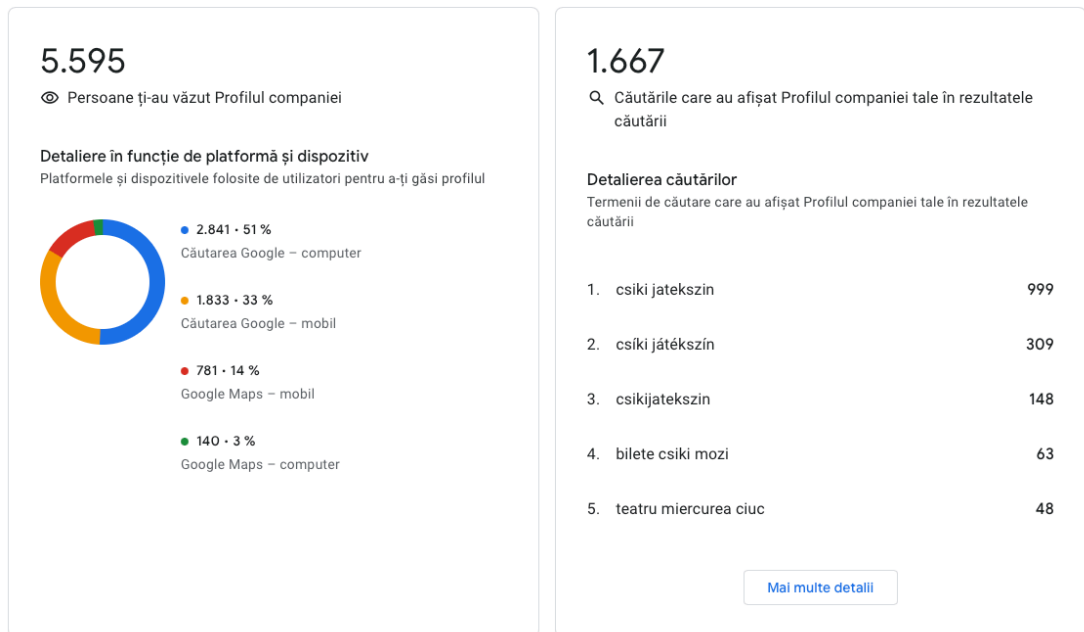 5.595
Persoane ți-au văzut Profilul companiei
Detaliere în funcție de platformă și dispozitiv
Platformele și dispozitivele folosite de utilizatori pentru a-ți găsi profilul
2.841 · 51 %
Căutarea Google – computer
1.833 · 33 %
Căutarea Google – mobil
781 · 14 %
Google Maps – mobil
140 · 3 %
Google Maps – computer
1.667
Căutările care au afișat Profilul companiei tale în rezultatele
căutării
Detalierea căutărilor
Termenii de căutare care au afișat Profilul companiei tale în rezultatele
căutării
1. csiki jatekszin 999
2. csíki játékszín 309
3. csikijatekszin 148
4. bilete csiki mozi 63
5. teatru miercurea ciuc 48
Mai multe detalii